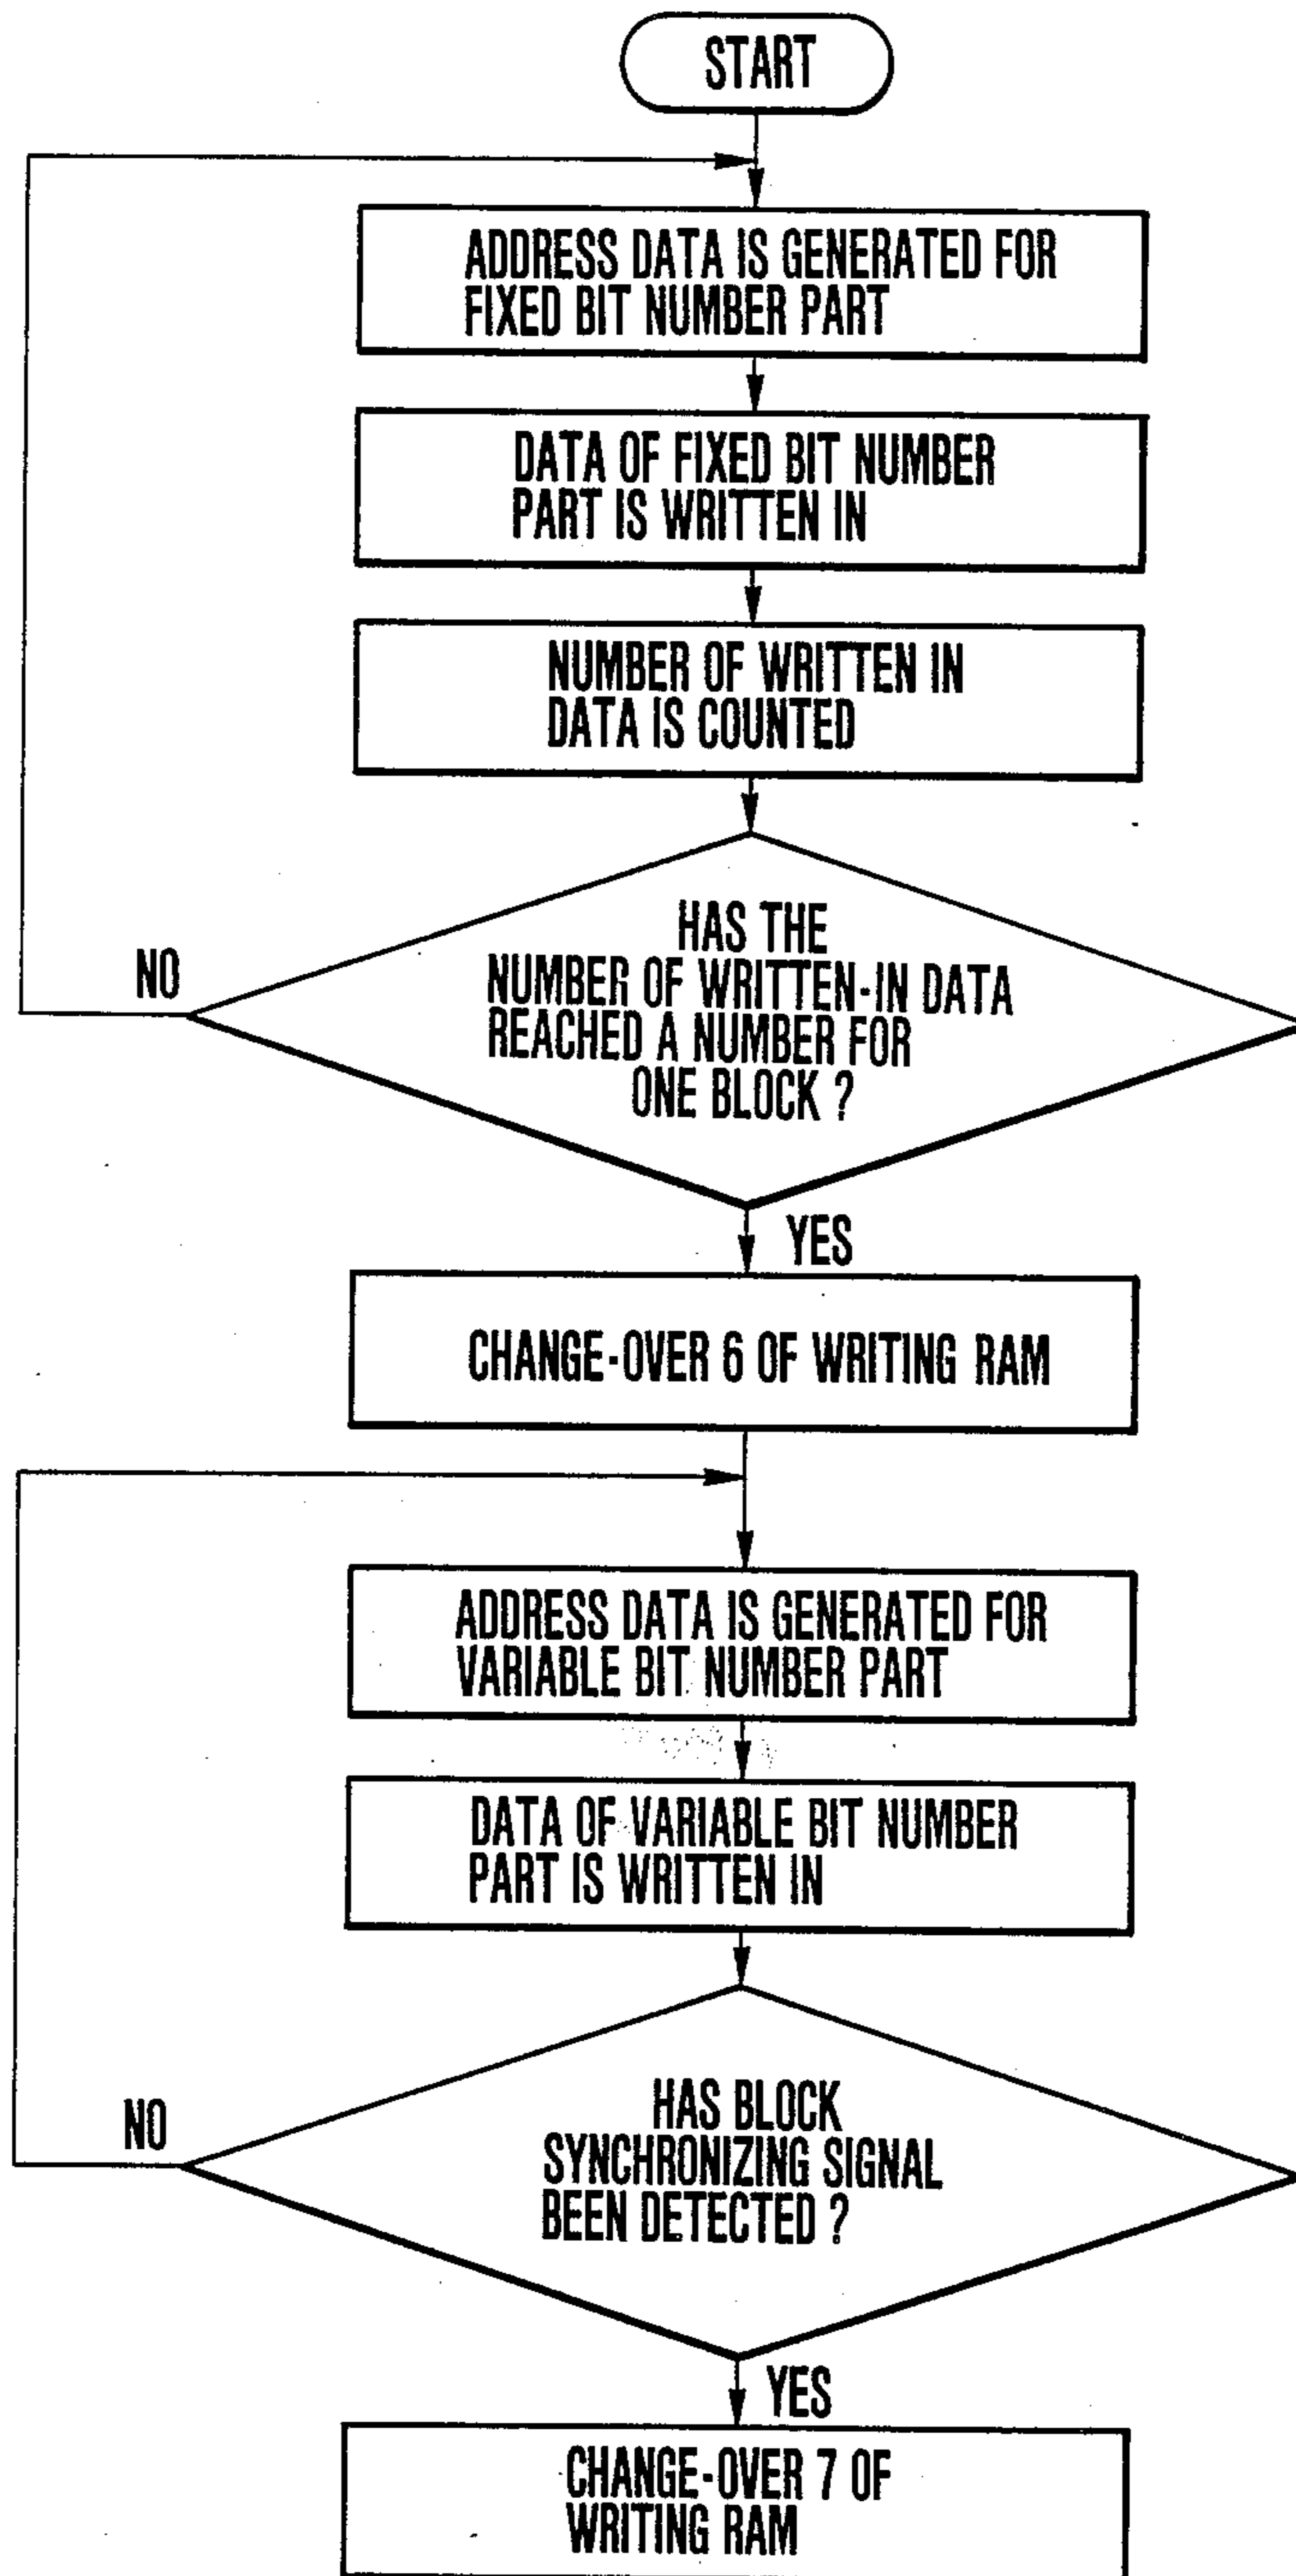 START
ADDRESS DATA IS GENERATED FOR
FIXED BIT NUMBER PART
DATA OF FIXED BIT NUMBER
PART IS WRITTEN IN
NUMBER OF WRITTEN IN
DATA IS COUNTED
HAS THE
NUMBER OF WRITTEN-IN DATA
REACHED A NUMBER FOR
ONE BLOCK ?
NO
YES
CHANGE-OVER 6 OF WRITING RAM
ADDRESS DATA IS GENERATED FOR
VARIABLE BIT NUMBER PART
DATA OF VARIABLE BIT NUMBER
PART IS WRITTEN IN
HAS BLOCK
SYNCHRONIZING SIGNAL
BEEN DETECTED ?
NO
YES
CHANGE-OVER 7 OF
WRITING RAM